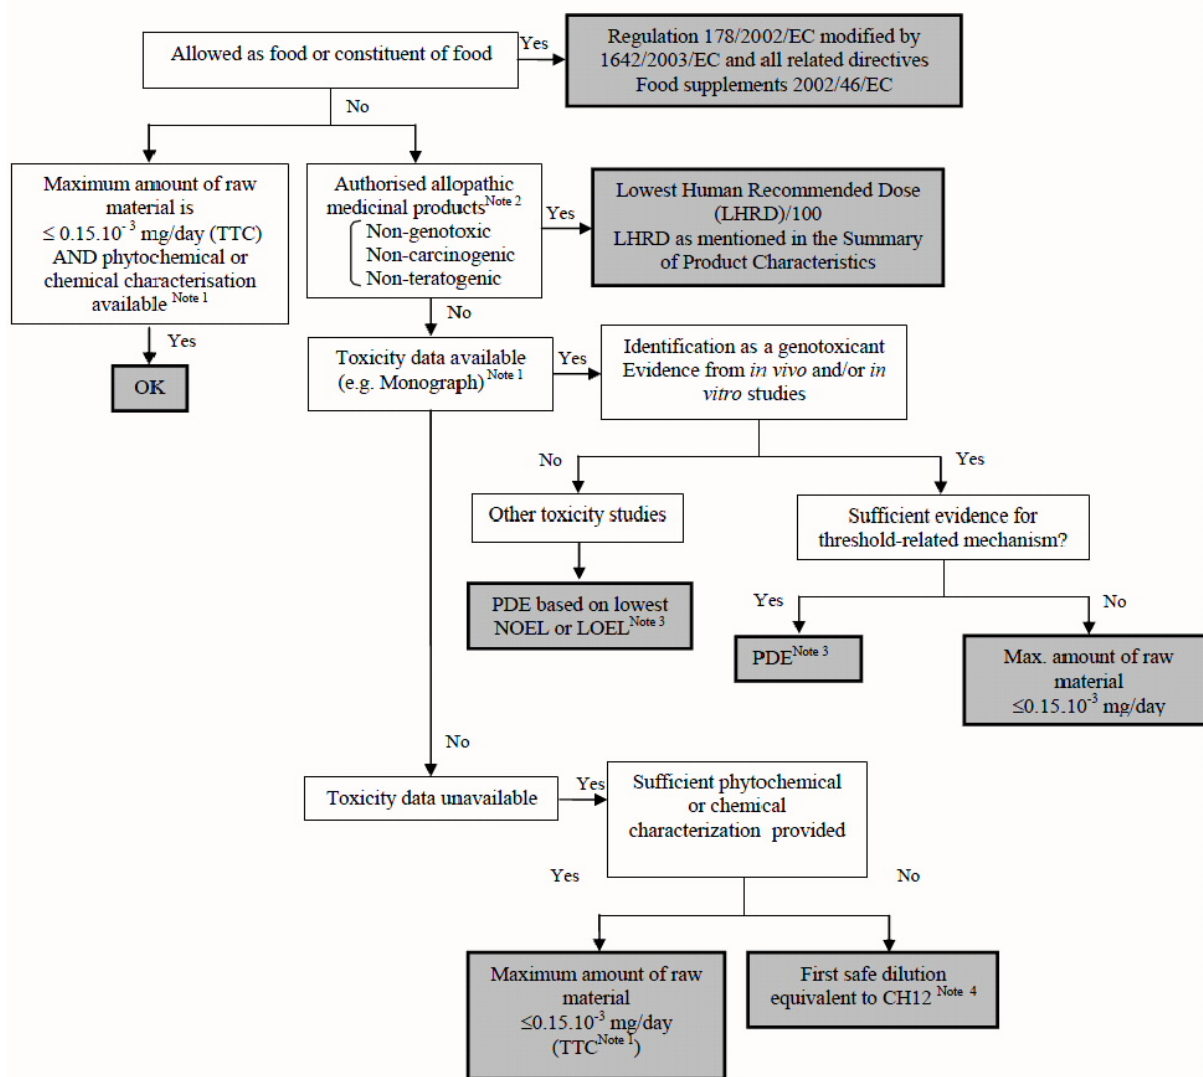 Allowed as food or constituent of food
Yes
Regulation 178/2002/EC modified by
1642/2003/EC and all related directives
Food supplements 2002/46/EC
No
Maximum amount of raw
material is
≤ 0.15.10⁻³ mg/day (TTC)
AND phytochemical or
chemical characterisation
available Note 1
Yes
OK
Authorised allopathic
medicinal products Note 2
Non-genotoxic
Non-carcinogenic
Non-teratogenic
Yes
Lowest Human Recommended Dose
(LHRD)/100
LHRD as mentioned in the Summary
of Product Characteristics
No
Toxicity data available
(e.g. Monograph) Note 1
Yes
Identification as a genotoxicant
Evidence from in vivo and/or in
vitro studies
No
Yes
Other toxicity studies
Sufficient evidence for
threshold-related mechanism?
PDE based on lowest
NOEL or LOEL Note 3
Yes
No
PDE Note 3
Max. amount of raw
material
≤0.15.10⁻³ mg/day
No
Toxicity data unavailable
Yes
Sufficient phytochemical
or chemical
characterization provided
Yes
No
Maximum amount of raw
material
≤0.15.10⁻³ mg/day
(TTC Note 1)
First safe dilution
equivalent to CH12 Note 4